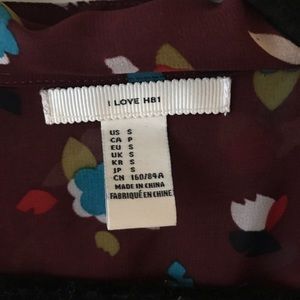 I LOVE H81
US S
CA P
EU S
UK S
KR S
JP S
CN 160/84A
MADE IN CHINA
FABRIQUÉ EN CHINE